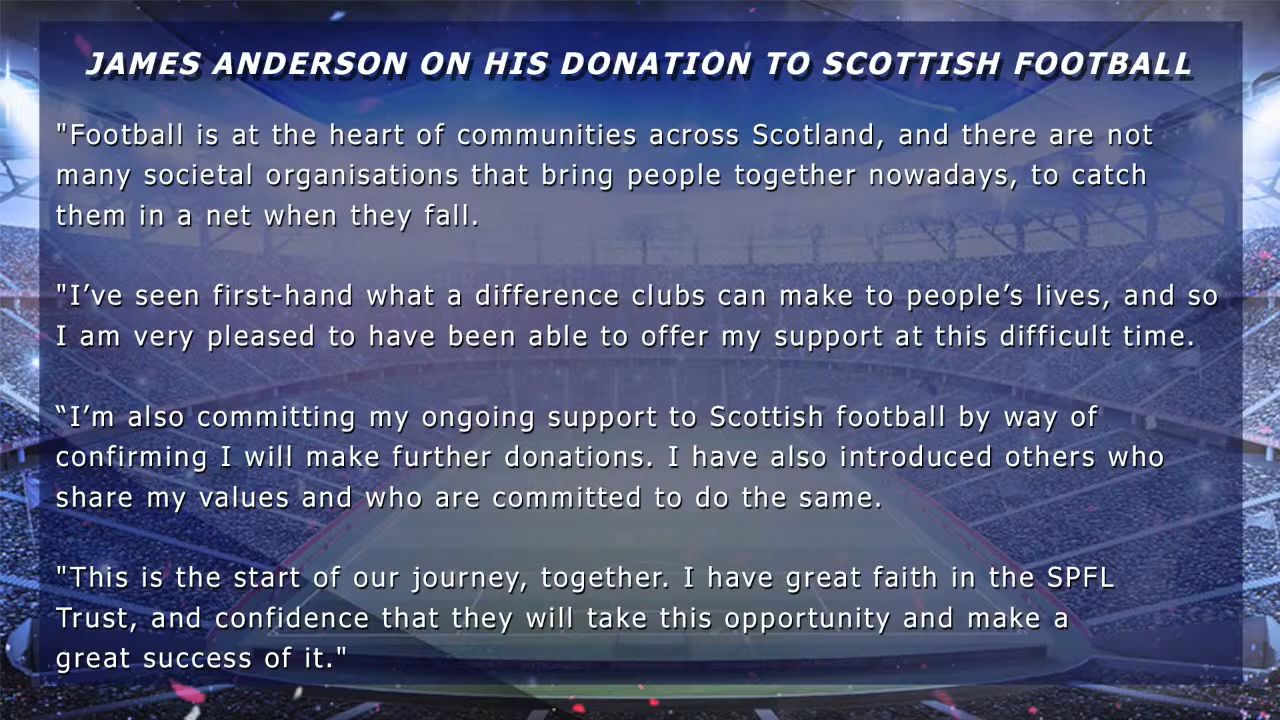 JAMES ANDERSON ON HIS DONATION TO SCOTTISH FOOTBALL
"Football is at the heart of communities across Scotland, and there are not
many societal organisations that bring people together nowadays, to catch
them in a net when they fall.
"I’ve seen first-hand what a difference clubs can make to people’s lives, and so
I am very pleased to have been able to offer my support at this difficult time.
“I’m also committing my ongoing support to Scottish football by way of
confirming I will make further donations. I have also introduced others who
share my values and who are committed to do the same.
"This is the start of our journey, together. I have great faith in the SPFL
Trust, and confidence that they will take this opportunity and make a
great success of it."